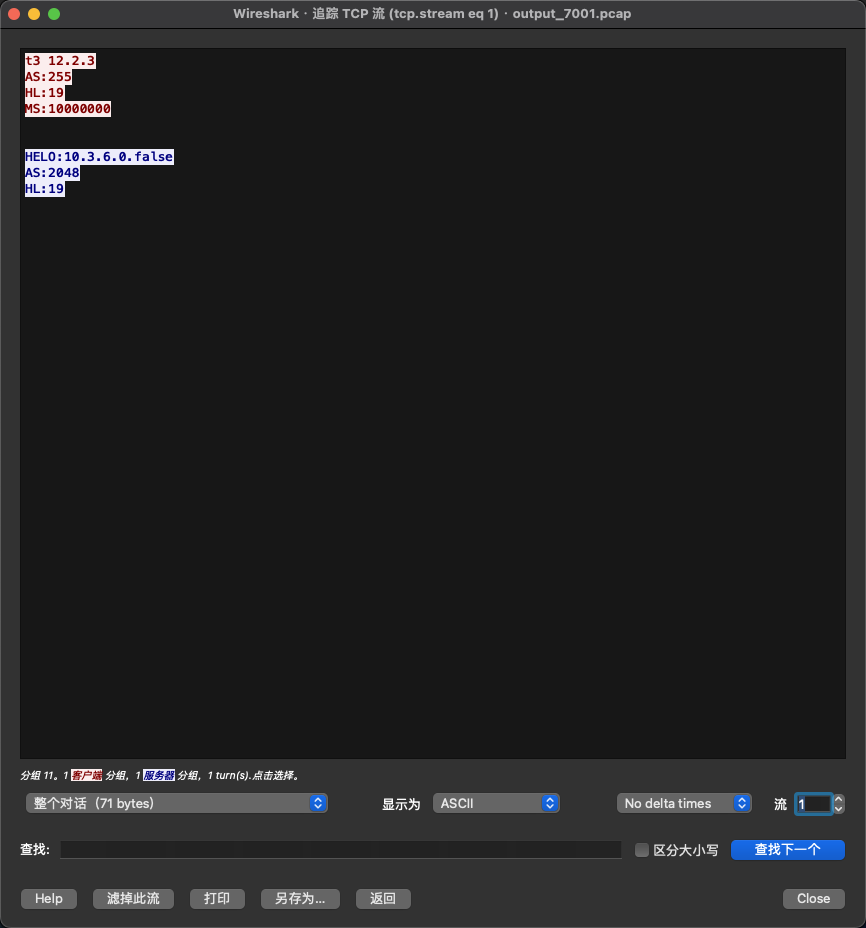 Wireshark · 追踪 TCP 流 (tcp.stream eq 1) · output_7001.pcap
t3 12.2.3
AS:255
HL:19
MS:10000000
HELO:10.3.6.0.false
AS:2048
HL:19
分组 11。1 客户端 分组，1 服务器 分组，1 turn(s).点击选择。
整个对话（71 bytes） 显示为 ASCII No delta times 流 1
查找: 区分大小写 查找下一个
Help 滤掉此流 打印 另存为… 返回 Close